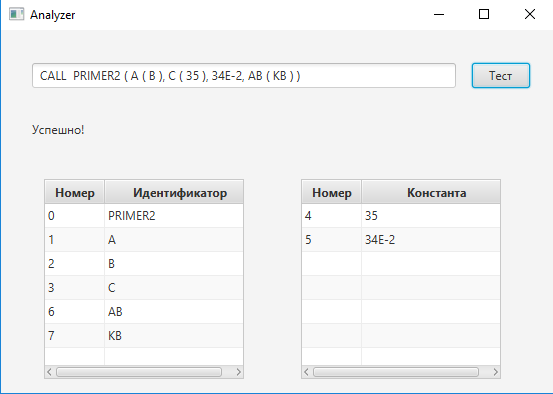 Analyzer
CALL PRIMER2 ( A ( B ), C ( 35 ), 34E-2, AB ( KB ) )
Тест
Успешно!
Номер Идентификатор
0 PRIMER2
1 A
2 B
3 C
6 AB
7 KB
Номер Константа
4 35
5 34E-2